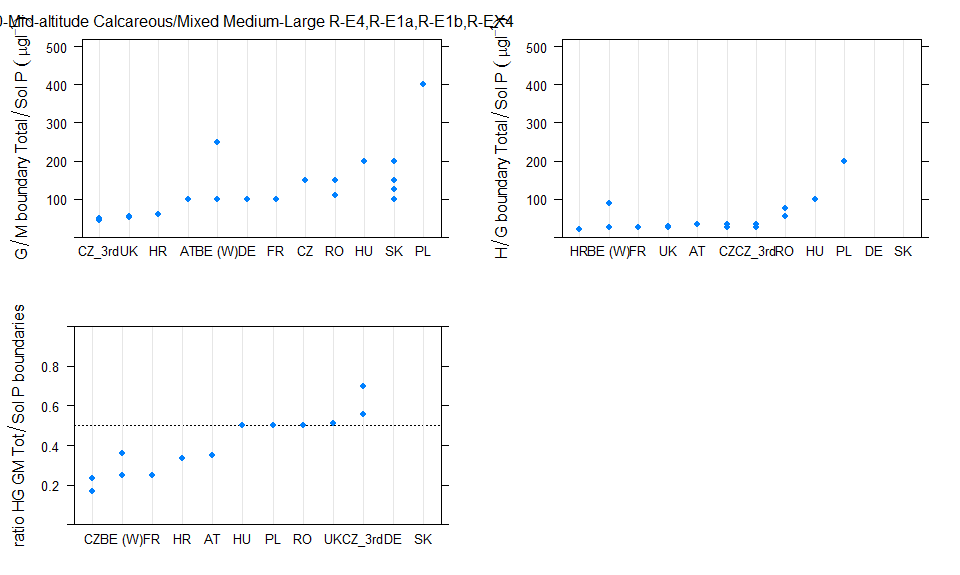 0-Mid-altitude Calcareous/Mixed Medium-Large R-E4,R-E1a,R-E1b,R-EX4
G/M boundary Total/Sol P ( µgl
500
400
300
200
100
CZ_3rd UK HR AT BE (W) DE FR CZ RO HU SK PL
H/G boundary Total/Sol P ( µgl
500
400
300
200
100
HR BE (W) FR UK AT CZ CZ_3rd RO HU PL DE SK
ratio HG GM Tot/Sol P boundaries
0.8
0.6
0.4
0.2
CZ BE (W) FR HR AT HU PL RO UK CZ_3rd DE SK